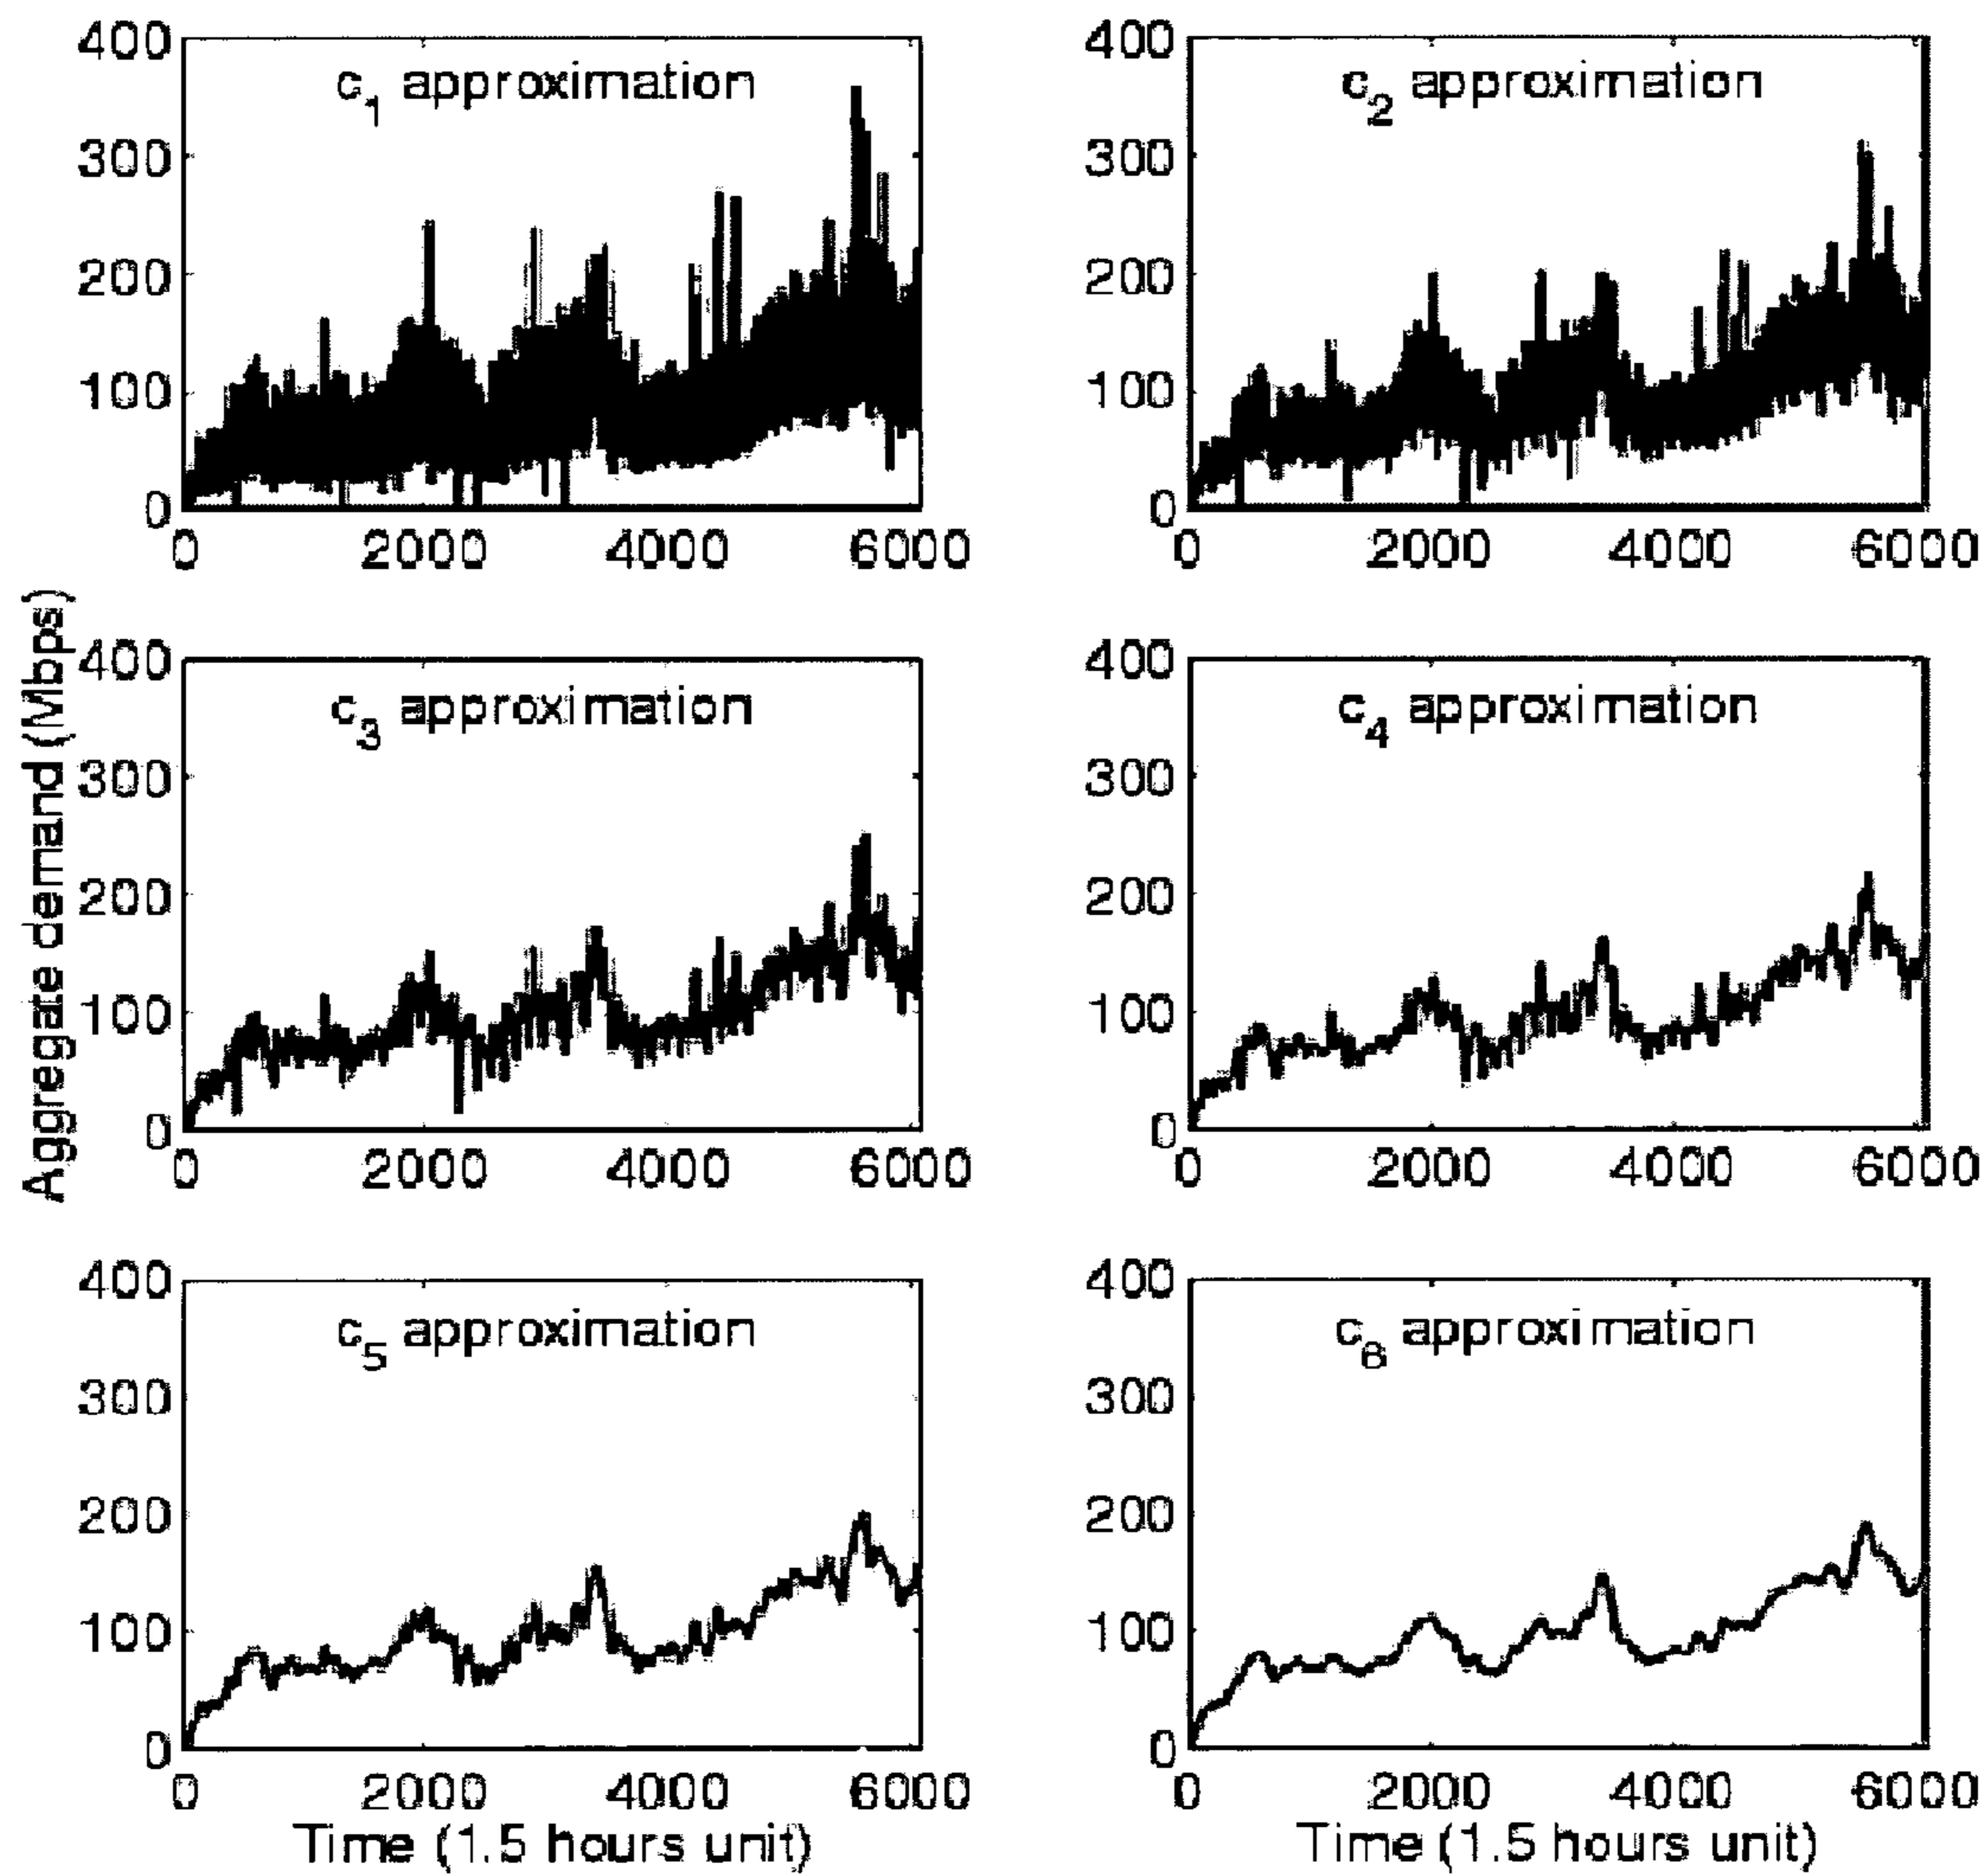 400
c1 approximation
300
200
100
0
0 2000 4000 6000
400
c2 approximation
300
200
100
0
0 2000 4000 6000
Aggregate demand (Mbps)
400
c3 approximation
300
200
100
0
0 2000 4000 6000
400
c4 approximation
300
200
100
0
0 2000 4000 6000
400
c5 approximation
300
200
100
0
0 2000 4000 6000
Time (1.5 hours unit)
400
c6 approximation
300
200
100
0
0 2000 4000 6000
Time (1.5 hours unit)